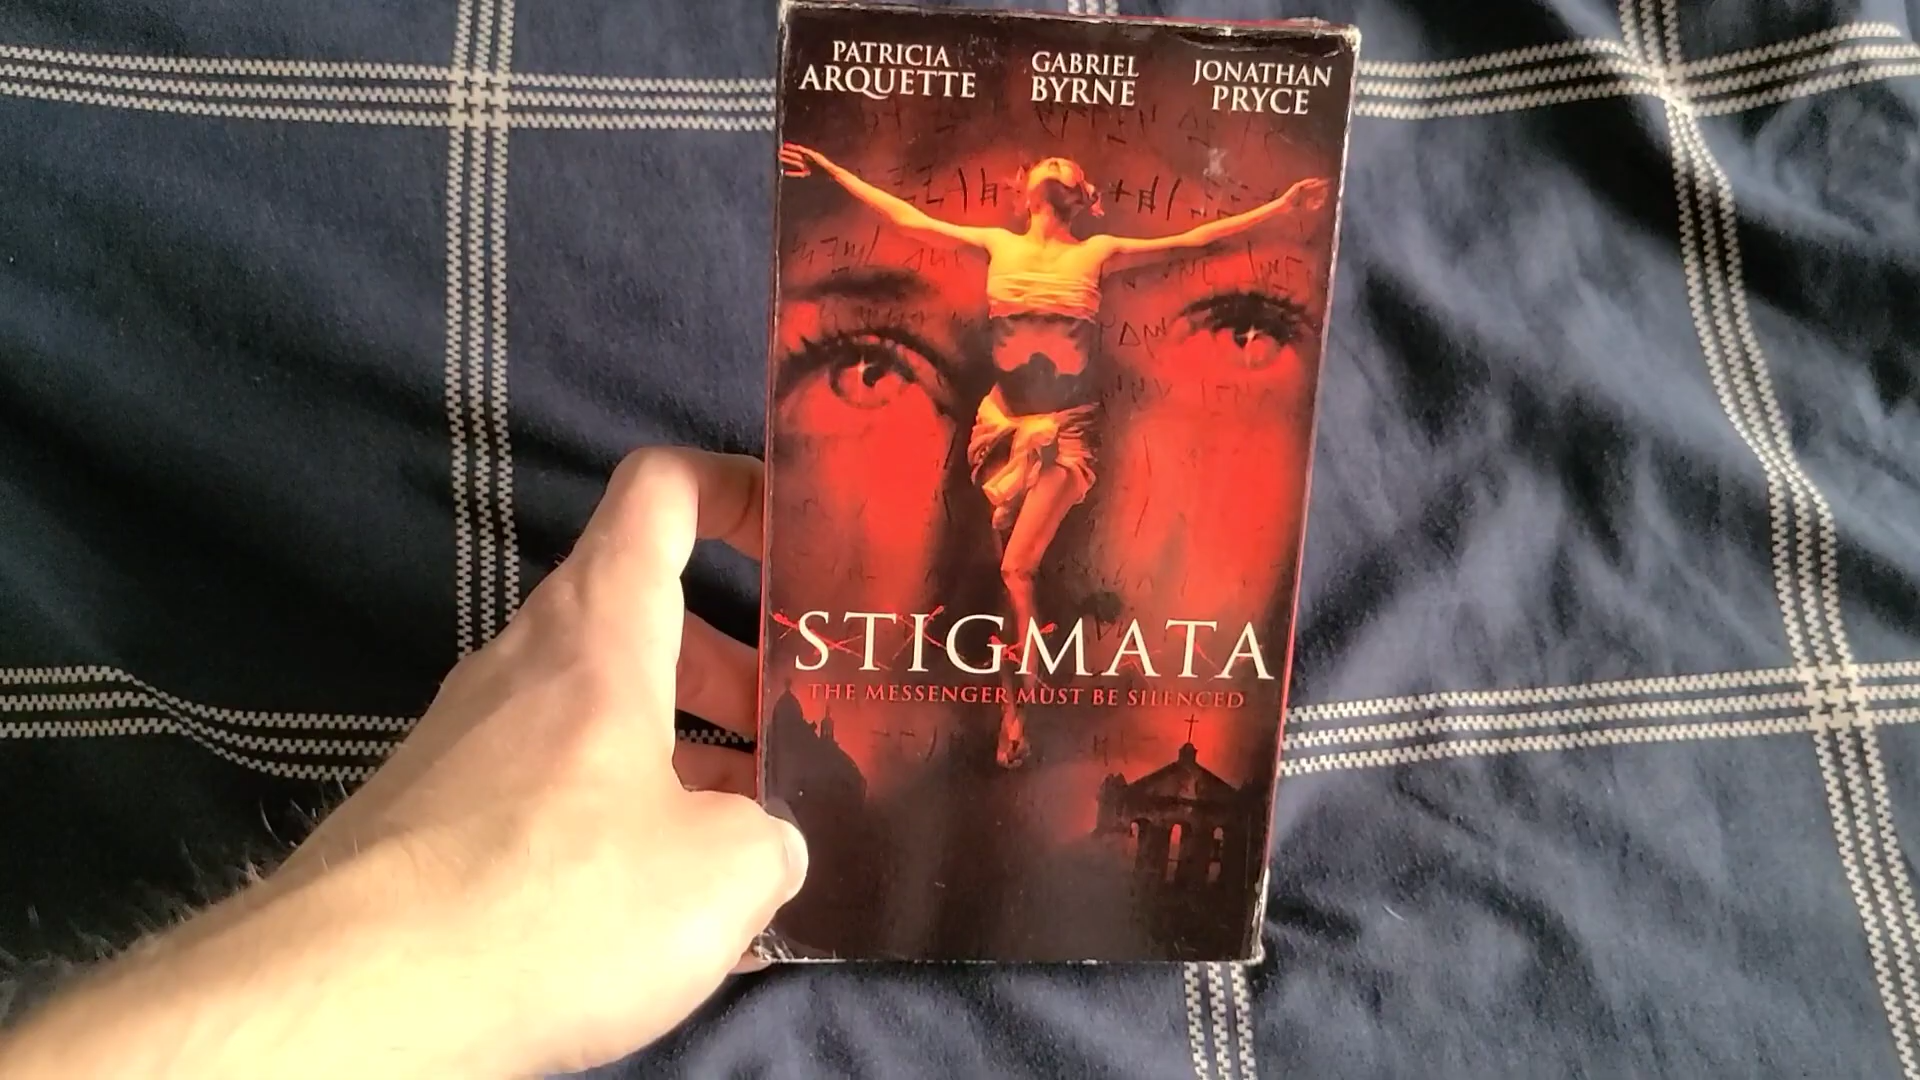 PATRICIA
ARQUETTE
GABRIEL
BYRNE
JONATHAN
PRYCE
STIGMATA
THE MESSENGER MUST BE SILENCED